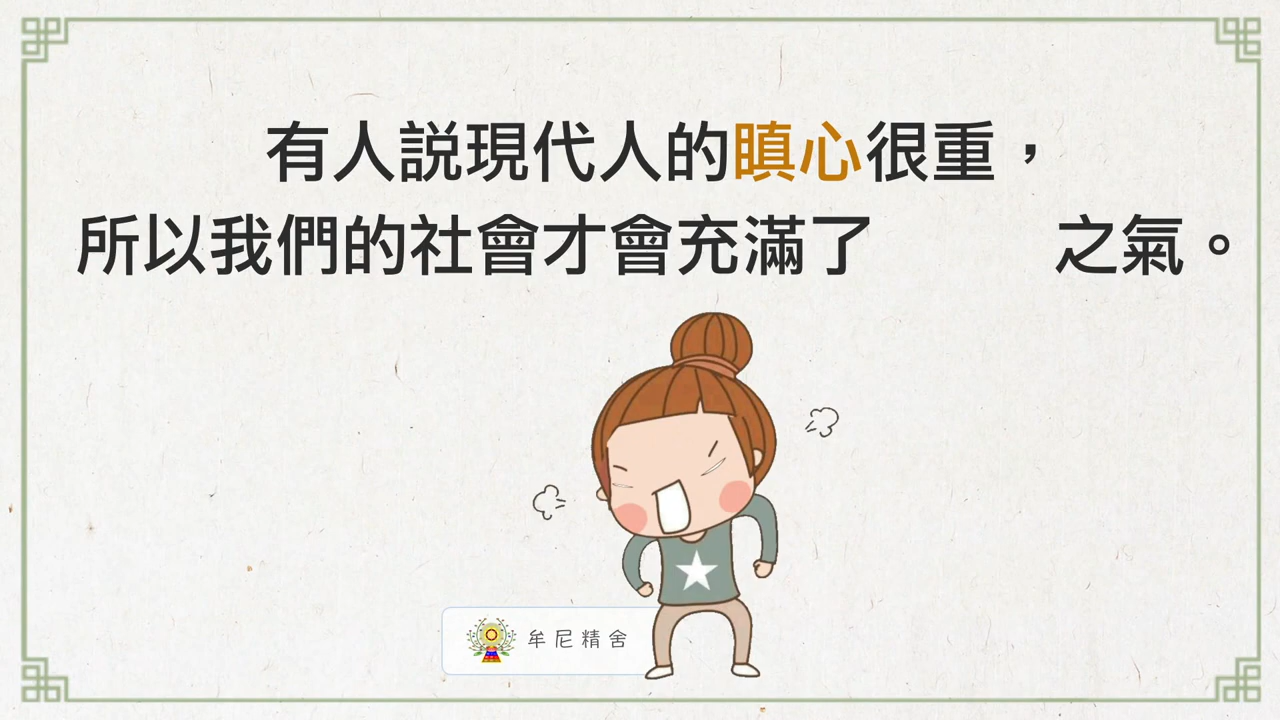 有人説現代人的瞋心很重，
所以我們的社會才會充滿了 之氣。
牟尼精舍